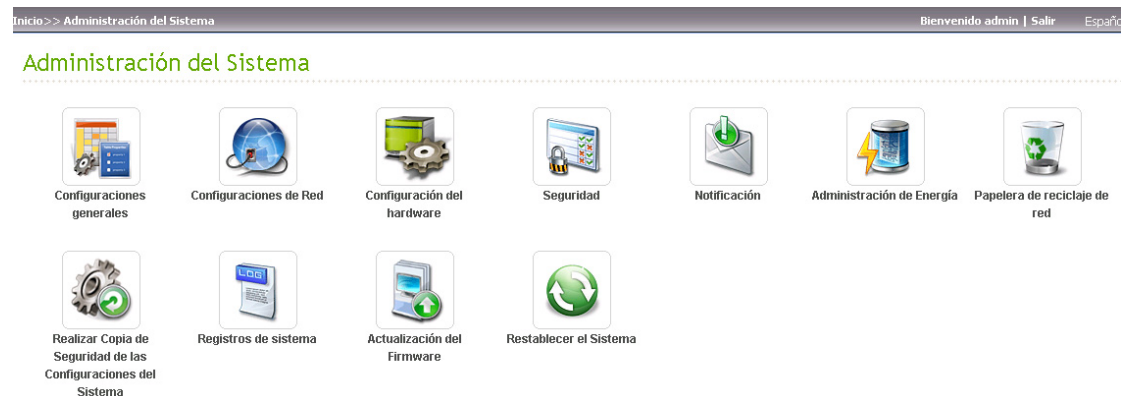 Inicio>> Administración del Sistema
Bienvenido admin | Salir
Españo
Administración del Sistema
Configuraciones
generales
Configuraciones de Red
Configuración del
hardware
Seguridad
Notificación
Administración de Energía
Papelera de reciclaje de
red
LOG
Realizar Copia de
Seguridad de las
Configuraciones del
Sistema
Registros de sistema
Actualización del
Firmware
Restablecer el Sistema